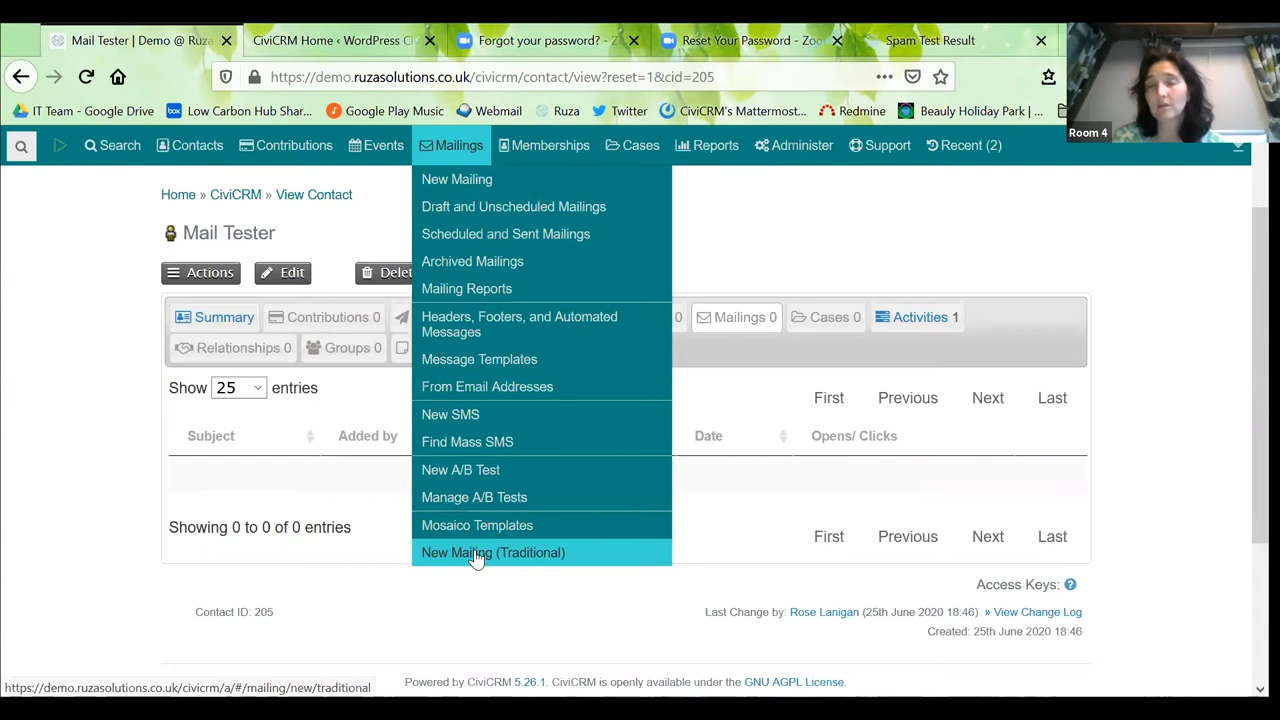 Mail Tester | Demo @ Ruza
CiviCRM Home ‹ WordPress Civ
Forgot your password? - Z
Reset Your Password - Zoo
Spam Test Result
https://demo.ruzasolutions.co.uk/civicrm/contact/view?reset=1&cid=205
IT Team - Google Drive
Low Carbon Hub Shar...
Google Play Music
Webmail
Ruza
Twitter
CiviCRM's Mattermost...
Redmine
Beauly Holiday Park | ...
Room 4
Search
Contacts
Contributions
Events
Mailings
Memberships
Cases
Reports
Administer
Support
Recent (2)
New Mailing
Draft and Unscheduled Mailings
Scheduled and Sent Mailings
Archived Mailings
Mailing Reports
Headers, Footers, and Automated
Messages
Message Templates
From Email Addresses
New SMS
Find Mass SMS
New A/B Test
Manage A/B Tests
Mosaico Templates
New Mailing (Traditional)
Home » CiviCRM » View Contact
Mail Tester
Actions
Edit
Delet
Summary
Contributions 0
0
Mailings 0
Cases 0
Activities 1
Relationships 0
Groups 0
Show 25 entries
First Previous Next Last
Subject
Added by
Date
Opens/ Clicks
Showing 0 to 0 of 0 entries
First Previous Next Last
Access Keys:
Contact ID: 205
Last Change by: Rose Lanigan (25th June 2020 18:46) » View Change Log
Created: 25th June 2020 18:46
https://demo.ruzasolutions.co.uk/civicrm/a/#/mailing/new/traditional
Powered by CiviCRM 5.26.1. CiviCRM is openly available under the GNU AGPL License.